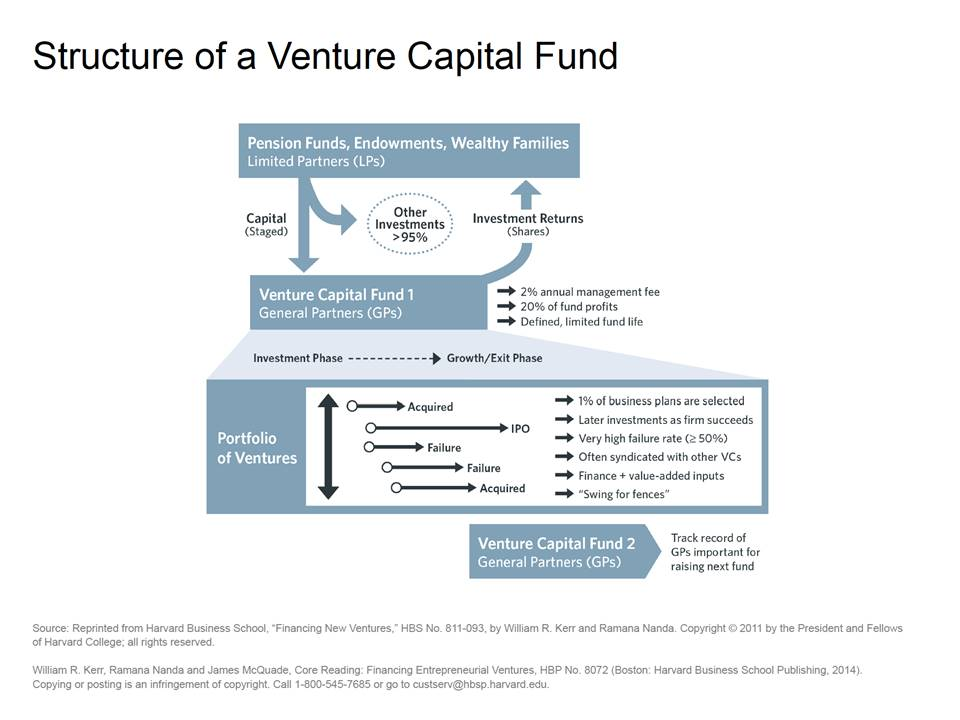 Structure of a Venture Capital Fund
Pension Funds, Endowments, Wealthy Families
Limited Partners (LPs)
Capital
(Staged)
Other
Investments
>95%
Investment Returns
(Shares)
Venture Capital Fund 1
General Partners (GPs)
2% annual management fee
20% of fund profits
Defined, limited fund life
Investment Phase
Growth/Exit Phase
Portfolio
of Ventures
Acquired
IPO
Failure
Failure
Acquired
1% of business plans are selected
Later investments as firm succeeds
Very high failure rate (≥ 50%)
Often syndicated with other VCs
Finance + value-added inputs
“Swing for fences”
Venture Capital Fund 2
General Partners (GPs)
Track record of
GPs important for
raising next fund
Source: Reprinted from Harvard Business School, “Financing New Ventures,” HBS No. 811-093, by William R. Kerr and Ramana Nanda. Copyright © 2011 by the President and Fellows
of Harvard College; all rights reserved.
William R. Kerr, Ramana Nanda and James McQuade, Core Reading: Financing Entrepreneurial Ventures, HBP No. 8072 (Boston: Harvard Business School Publishing, 2014).
Copying or posting is an infringement of copyright. Call 1-800-545-7685 or go to custserv@hbsp.harvard.edu.